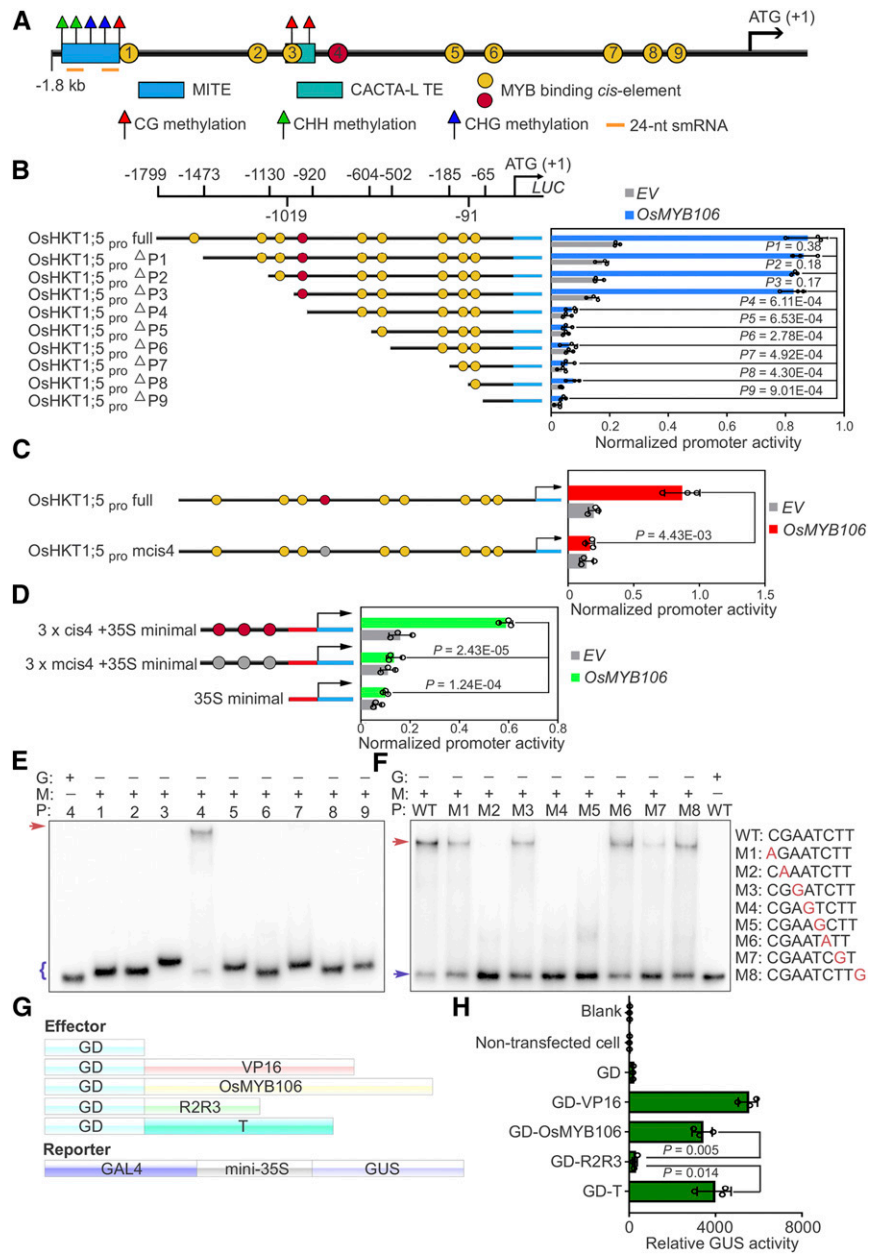 A
ATG (+1)
1 2 3 4 5 6 7 8 9
-1.8 kb
MITE
CACTA-L TE
MYB binding cis-element
CG methylation
CHH methylation
CHG methylation
24-nt smRNA
B
-1799 -1473 -1130 -920 -604 -502 -185 -65 ATG (+1)
LUC
-1019 -91
EV
OsMYB106
OsHKT1;5 pro full
OsHKT1;5 pro △ P1
OsHKT1;5 pro △ P2
OsHKT1;5 pro △ P3
OsHKT1;5 pro △ P4
OsHKT1;5 pro △ P5
OsHKT1;5 pro △ P6
OsHKT1;5 pro △ P7
OsHKT1;5 pro △ P8
OsHKT1;5 pro △ P9
P1 = 0.38
P2 = 0.18
P3 = 0.17
P4 = 6.11E-04
P5 = 6.53E-04
P6 = 2.78E-04
P7 = 4.92E-04
P8 = 4.30E-04
P9 = 9.01E-04
0 0.2 0.4 0.6 0.8 1.0
Normalized promoter activity
C
OsHKT1;5 pro full
OsHKT1;5 pro mcis4
EV
OsMYB106
P = 4.43E-03
0 0.5 1.0 1.5
Normalized promoter activity
D
3 x cis4 +35S minimal
3 x mcis4 +35S minimal
35S minimal
P = 2.43E-05
P = 1.24E-04
EV
OsMYB106
0 0.2 0.4 0.6 0.8
Normalized promoter activity
E
G: + – – – – – – – – –
M: – + + + + + + + + +
P: 4 1 2 3 4 5 6 7 8 9
F
G: – – – – – – – – – +
M: + + + + + + + + + –
P: WT M1 M2 M3 M4 M5 M6 M7 M8 WT
WT: CGAATCTT
M1: AGAATCTT
M2: CAAATCTT
M3: CGGATCTT
M4: CGAGTCTT
M5: CGAAGCTT
M6: CGAATATT
M7: CGAATCGT
M8: CGAATCTTG
G
Effector
GD
GD VP16
GD OsMYB106
GD R2R3
GD T
Reporter
GAL4 mini-35S GUS
H
Blank
Non-transfected cell
GD
GD-VP16
GD-OsMYB106
GD-R2R3
GD-T
P = 0.005
P = 0.014
0 4000 8000
Relative GUS activity